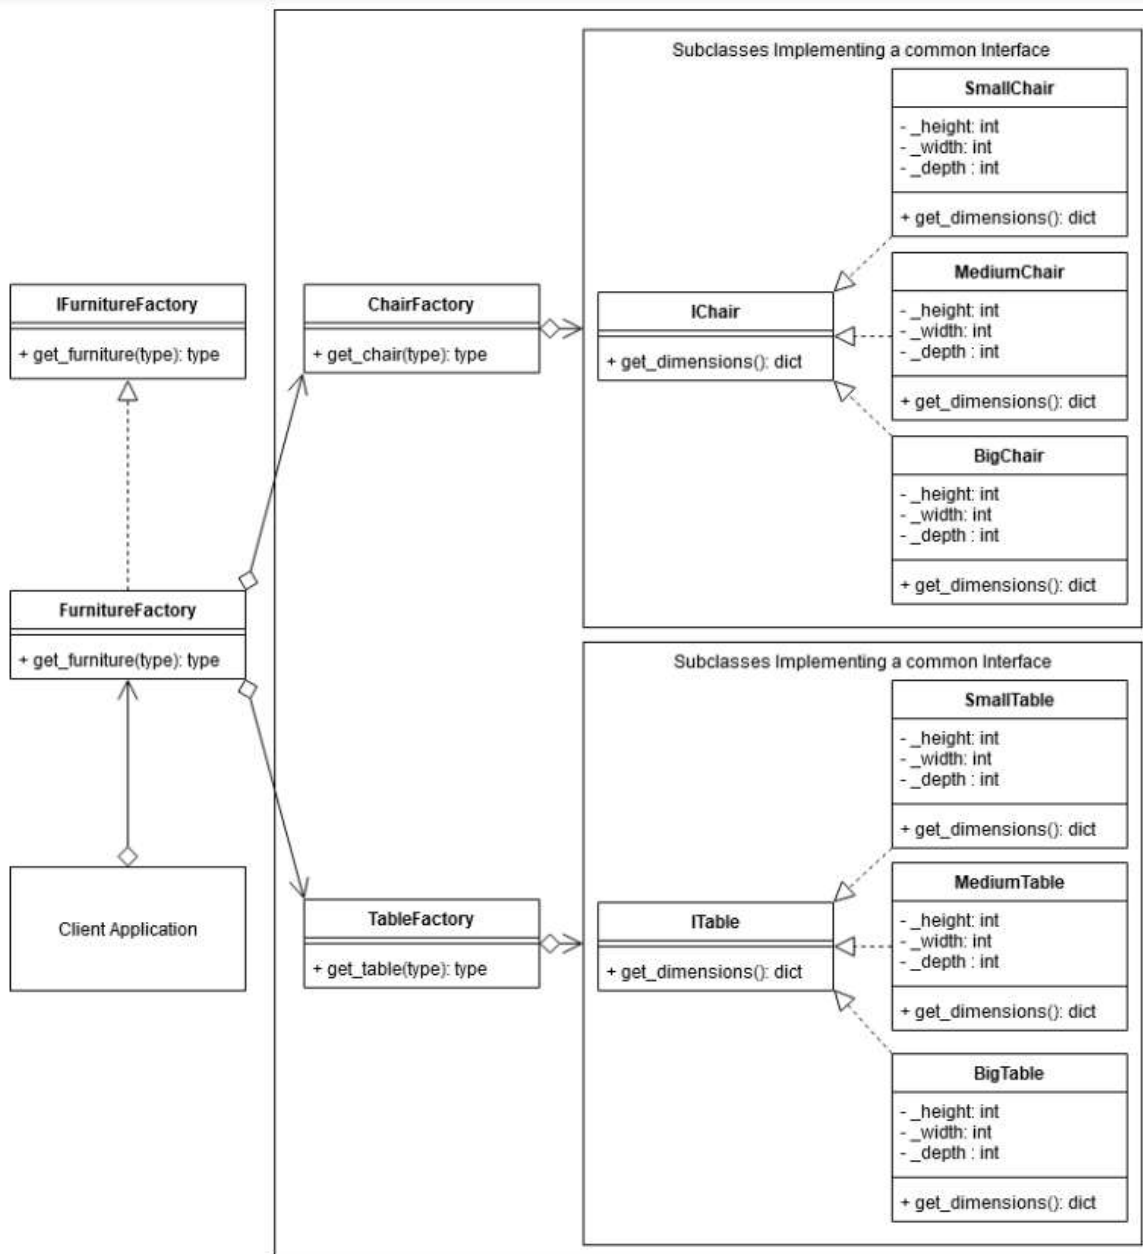 Subclasses Implementing a common Interface
SmallChair
- _height: int
- _width: int
- _depth : int
+ get_dimensions(): dict
IFurnitureFactory
+ get_furniture(type): type
ChairFactory
+ get_chair(type): type
IChair
+ get_dimensions(): dict
MediumChair
- _height: int
- _width: int
- _depth : int
+ get_dimensions(): dict
BigChair
- _height: int
- _width: int
- _depth : int
+ get_dimensions(): dict
FurnitureFactory
+ get_furniture(type): type
Subclasses Implementing a common Interface
SmallTable
- _height: int
- _width: int
- _depth : int
+ get_dimensions(): dict
Client Application
TableFactory
+ get_table(type): type
ITable
+ get_dimensions(): dict
MediumTable
- _height: int
- _width: int
- _depth : int
+ get_dimensions(): dict
BigTable
- _height: int
- _width: int
- _depth : int
+ get_dimensions(): dict